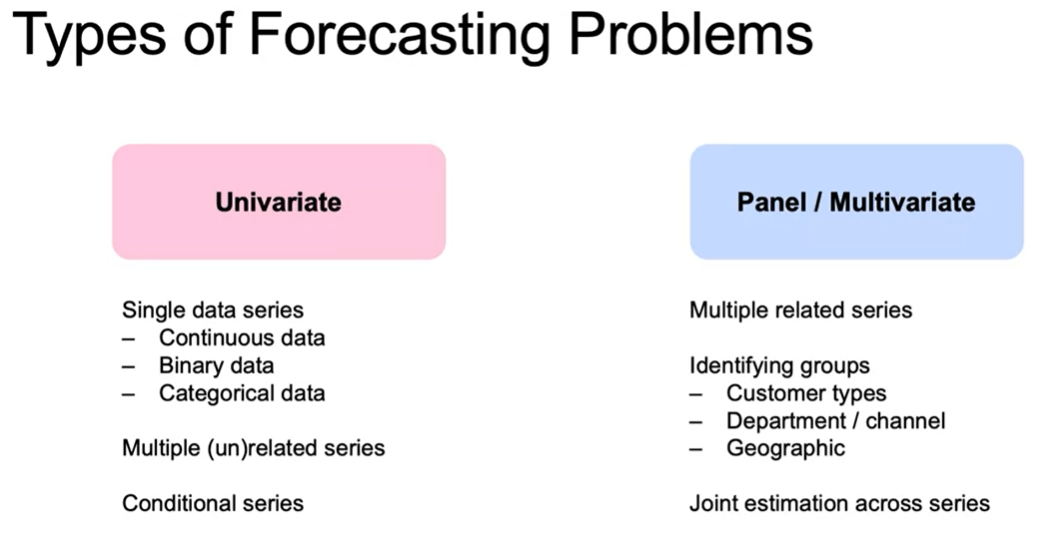 Types of Forecasting Problems
Univariate
Single data series
– Continuous data
– Binary data
– Categorical data
Multiple (un)related series
Conditional series
Panel / Multivariate
Multiple related series
Identifying groups
– Customer types
– Department / channel
– Geographic
Joint estimation across series